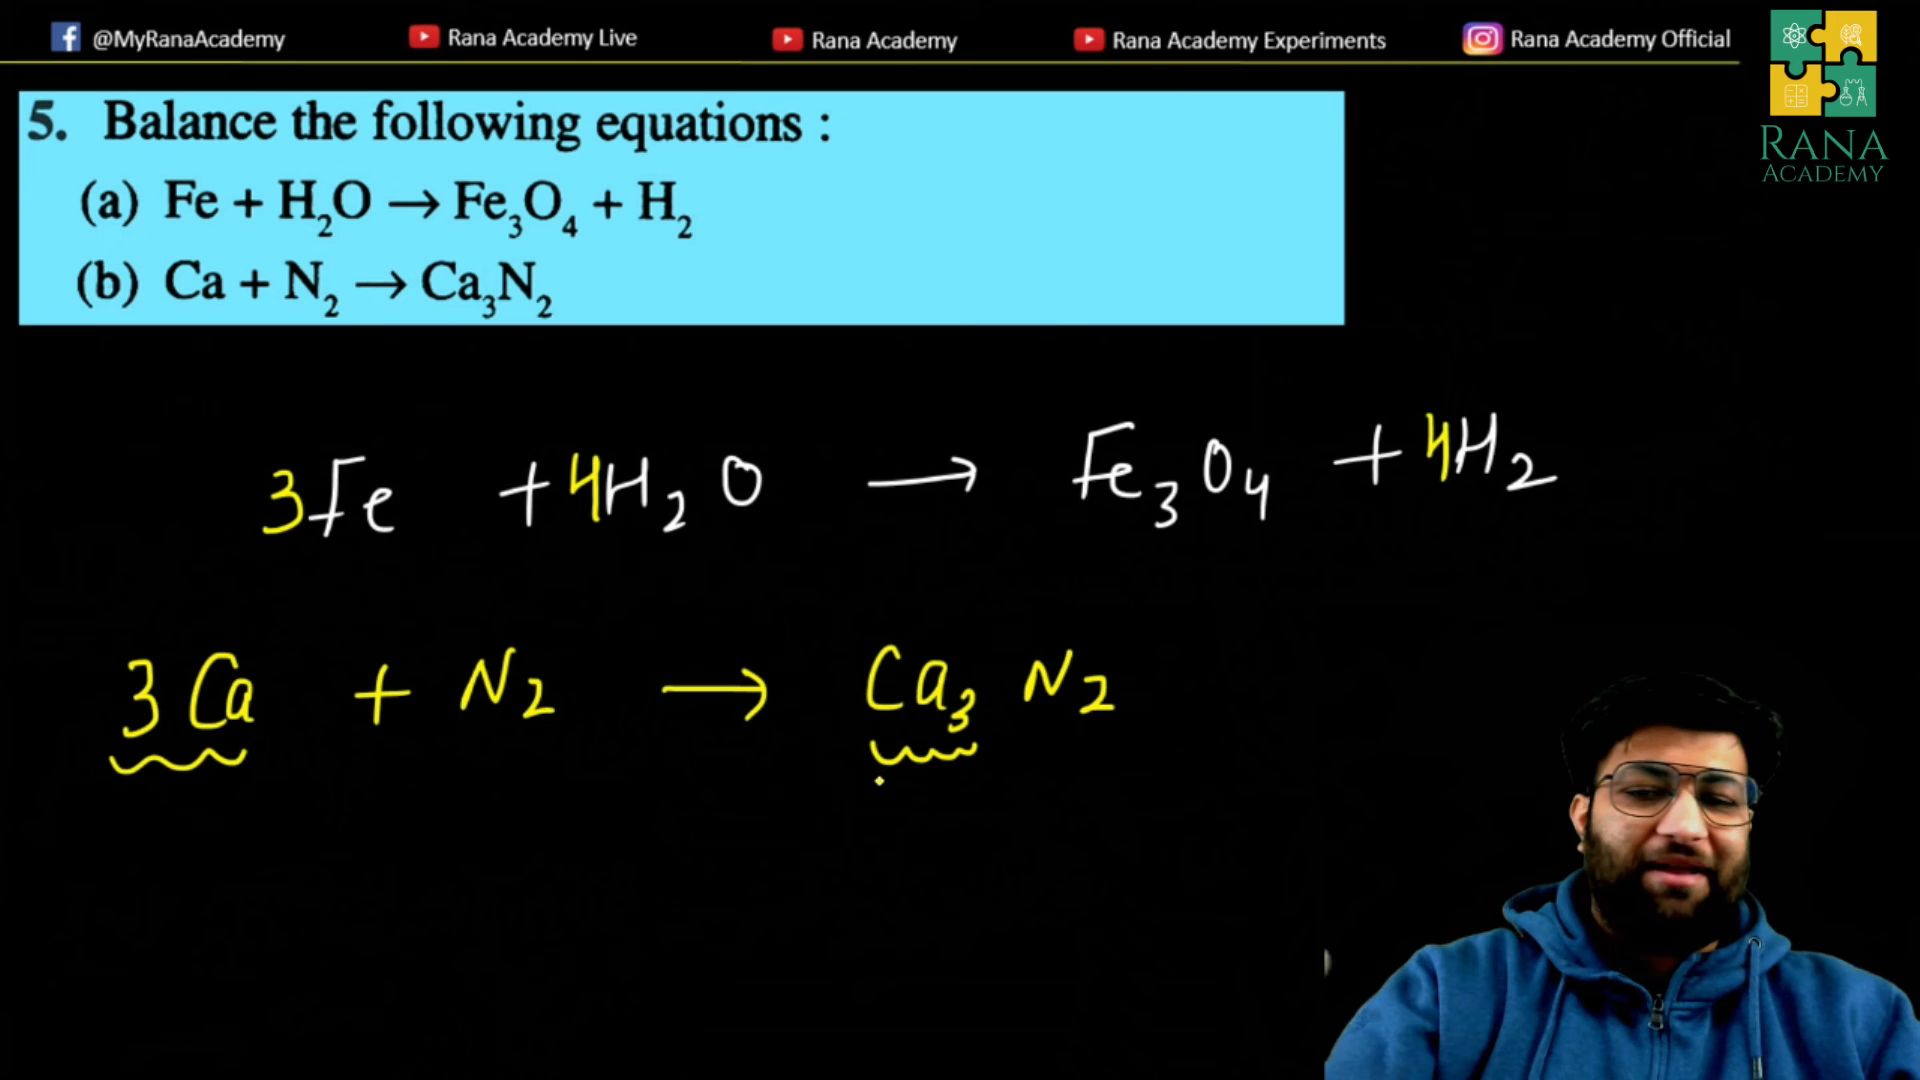 @MyRanaAcademy Rana Academy Live Rana Academy Rana Academy Experiments Rana Academy Official
RANA
ACADEMY
5. Balance the following equations :
(a) Fe + H₂O → Fe₃O₄ + H₂
(b) Ca + N₂ → Ca₃N₂
3Fe + 4H₂O → Fe₃O₄ + 4H₂
3Ca + N₂ → Ca₃N₂